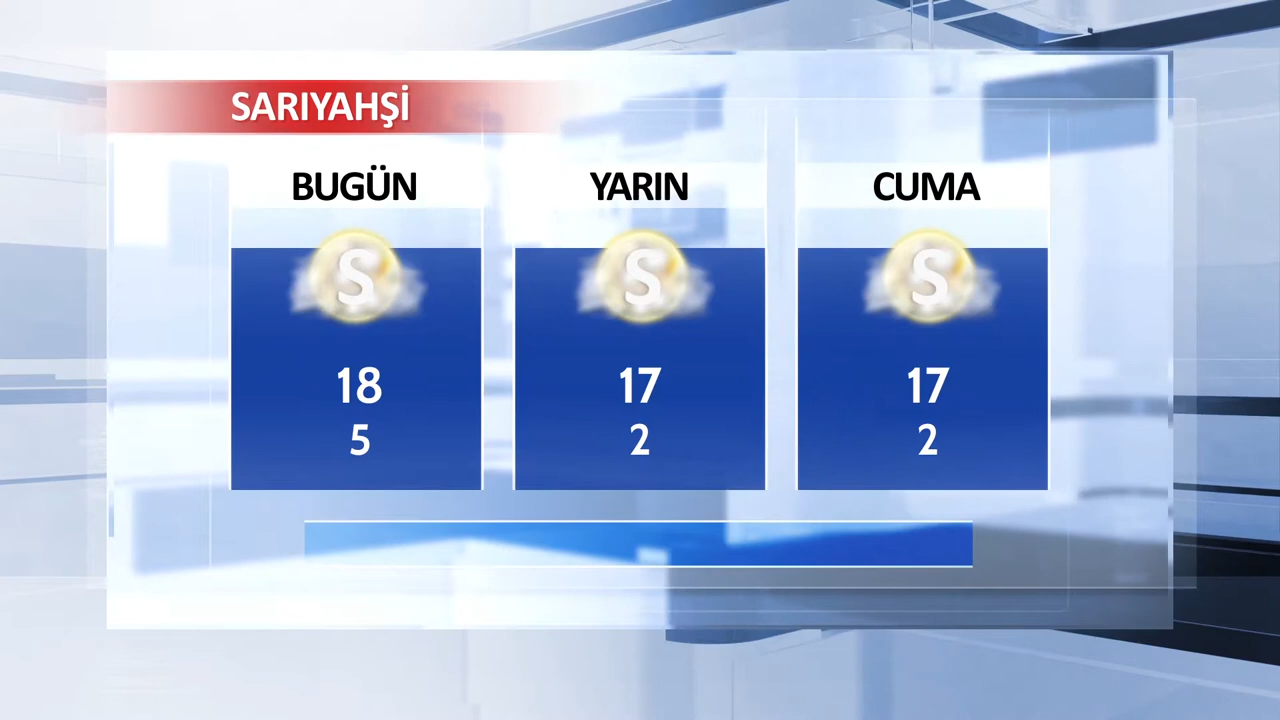 SARIYAHŞİ
BUGÜN YARIN CUMA
S S S
18 17 17
5 2 2